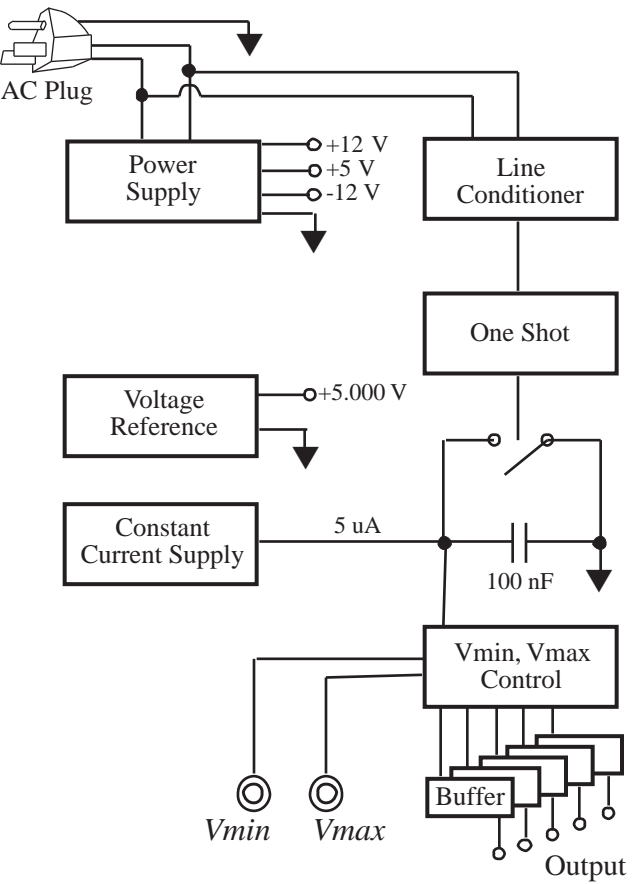 AC Plug
Power
Supply
+12 V
+5 V
-12 V
Line
Conditioner
One Shot
Voltage
Reference
+5.000 V
Constant
Current Supply
5 uA
100 nF
Vmin, Vmax
Control
Buffer
Vmin
Vmax
Output